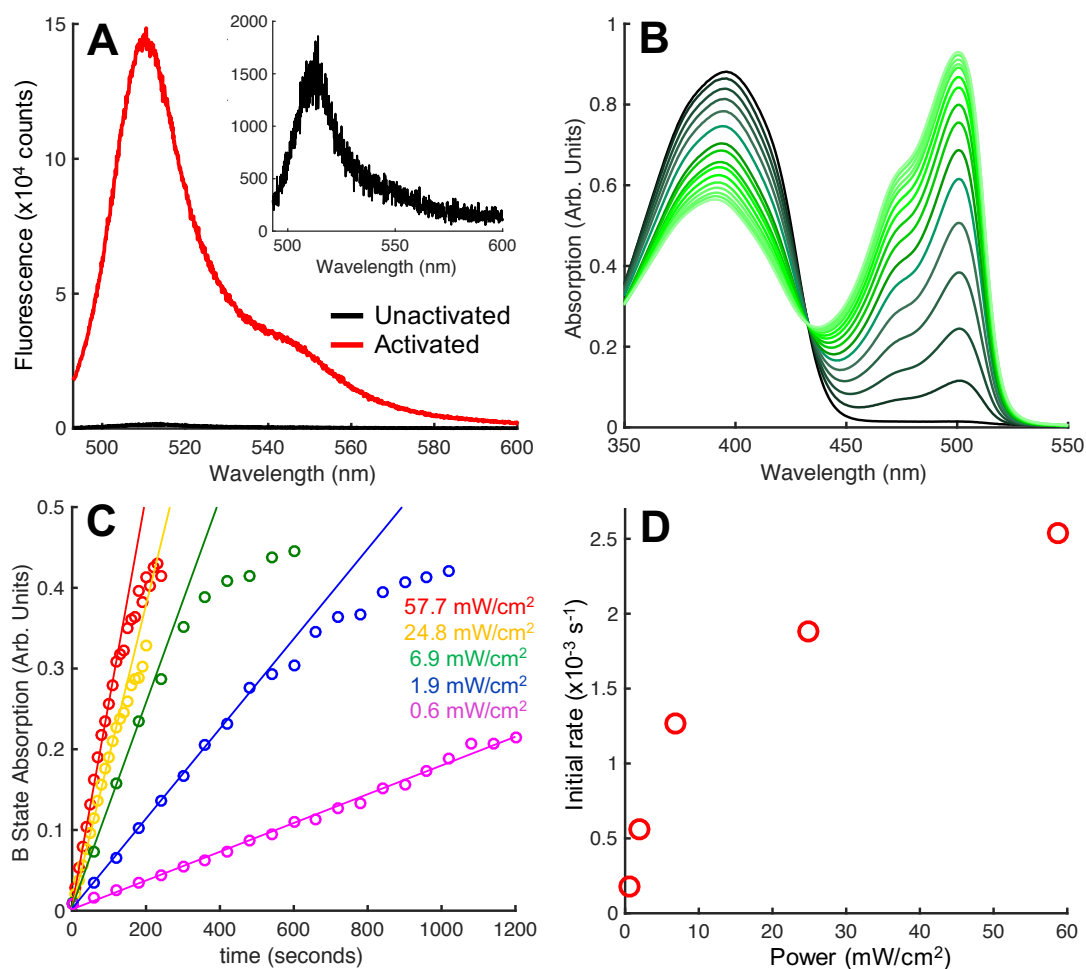 A
15
10
5
0
Fluorescence (x10⁴ counts)
500
520
540
560
580
600
Wavelength (nm)
2000
1500
1000
500
0
500
550
600
Wavelength (nm)
Unactivated
Activated
B
1
0.8
0.6
0.4
0.2
0
Absorption (Arb. Units)
350
400
450
500
550
Wavelength (nm)
C
0.5
0.4
0.3
0.2
0.1
0
B State Absorption (Arb. Units)
57.7 mW/cm²
24.8 mW/cm²
6.9 mW/cm²
1.9 mW/cm²
0.6 mW/cm²
0
200
400
600
800
1000
1200
time (seconds)
D
2.5
2
1.5
1
0.5
0
Initial rate (x10⁻³ s⁻¹)
0
10
20
30
40
50
60
Power (mW/cm²)